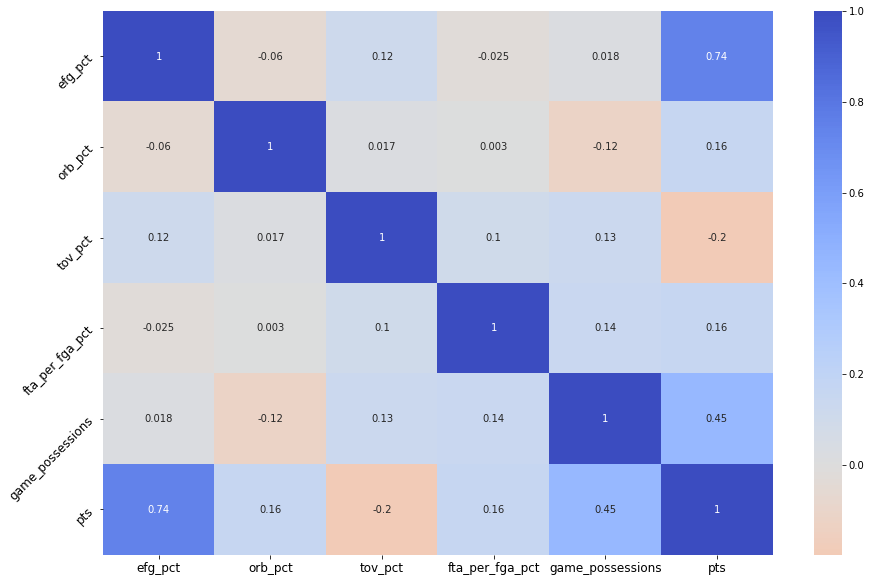 efg_pct 1 -0.06 0.12 -0.025 0.018 0.74
orb_pct -0.06 1 0.017 0.003 -0.12 0.16
tov_pct 0.12 0.017 1 0.1 0.13 -0.2
fta_per_fga_pct -0.025 0.003 0.1 1 0.14 0.16
game_possessions 0.018 -0.12 0.13 0.14 1 0.45
pts 0.74 0.16 -0.2 0.16 0.45 1
efg_pct orb_pct tov_pct fta_per_fga_pct game_possessions pts
1.0
0.8
0.6
0.4
0.2
0.0